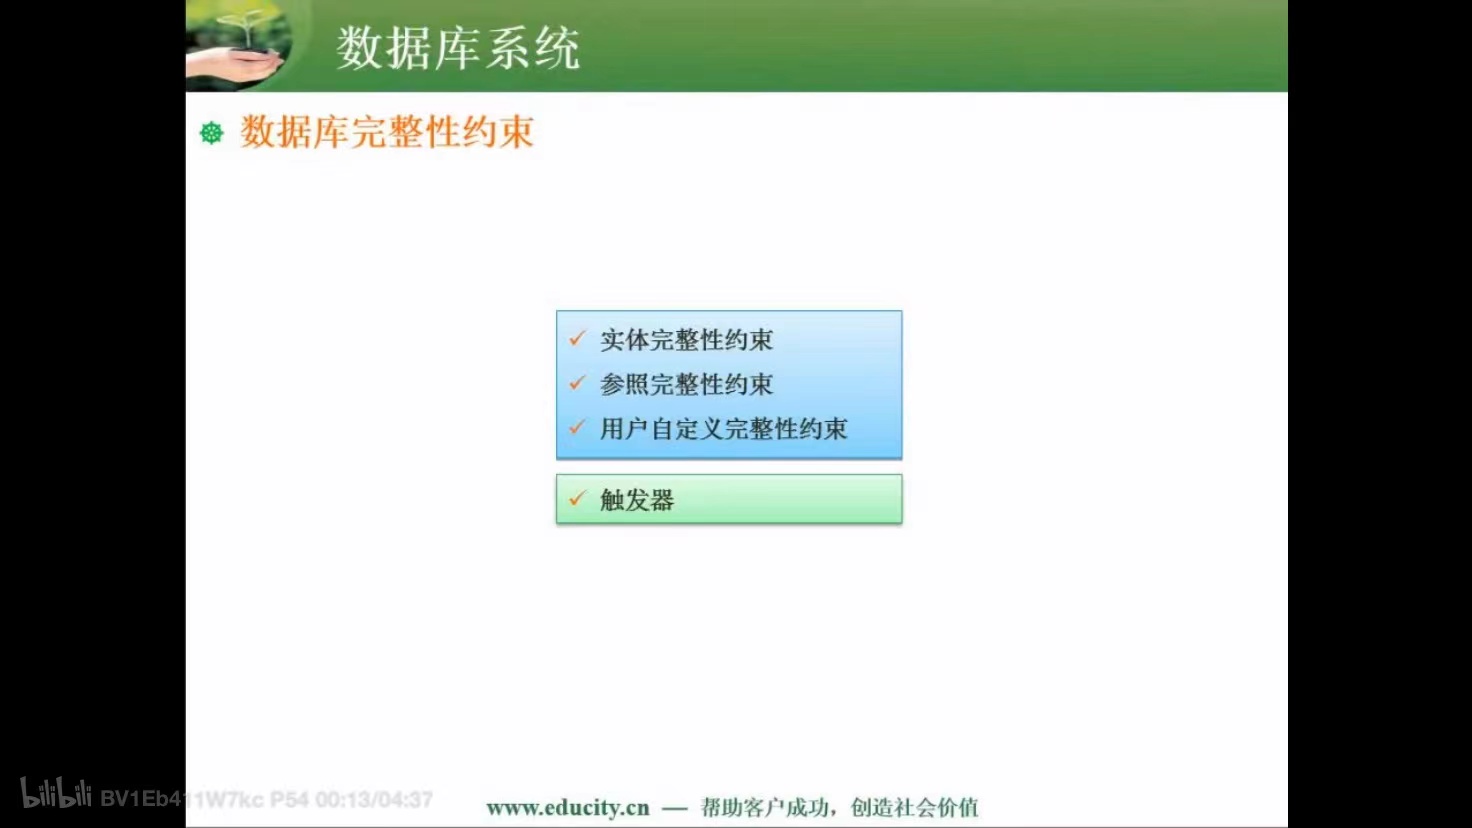 数据库系统
数据库完整性约束
实体完整性约束
参照完整性约束
用户自定义完整性约束
触发器
bilibili BV1Eb411W7kc P54 00:13/04:37
www.educity.cn — 帮助客户成功，创造社会价值